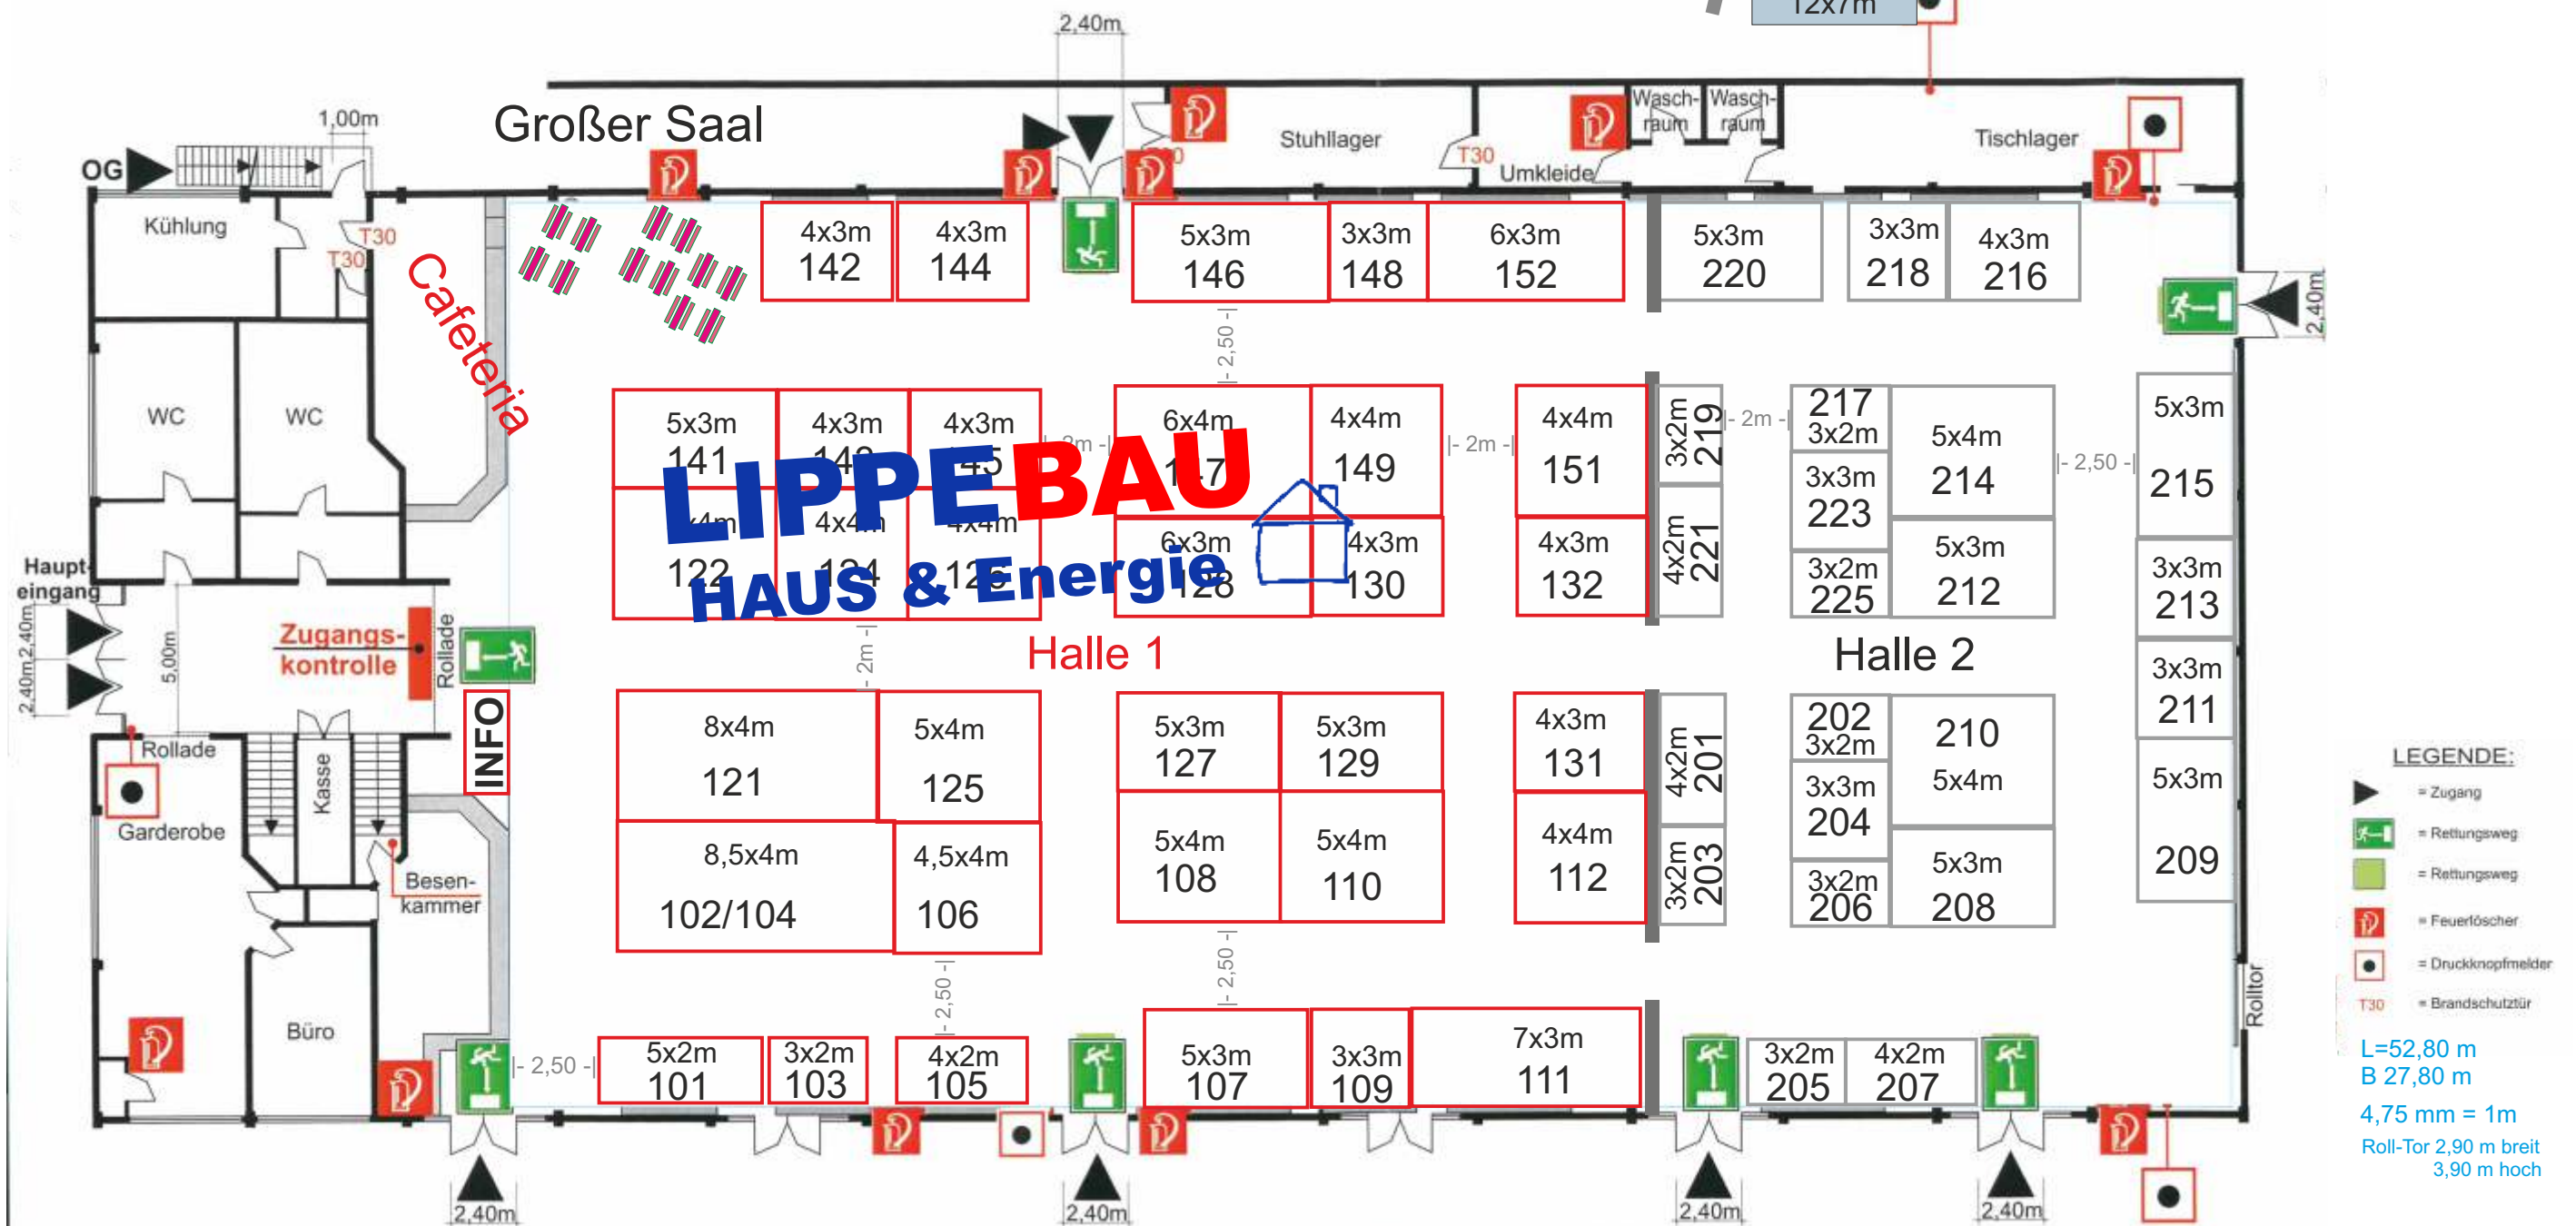 12x7m
2,40m
Großer Saal
1,00m
OG
Stuhllager
T30
Umkleide
Wasch-
raum
Wasch-
raum
Tischlager
Kühlung
T30
T30
Cafeteria
4x3m
142
4x3m
144
5x3m
146
3x3m
148
6x3m
152
5x3m
220
3x3m
218
4x3m
216
2,40m
|- 2,50 -|
WC
WC
5x3m
141
4x3m
4x3m
6x4m
4x4m
149
|- 2m -|
4x4m
151
3x2m
219
|- 2m -|
217
3x2m
5x4m
214
|- 2,50 -|
5x3m
215
LIPPEBAU
HAUS & Energie
122
4x4m
6x3m
128
4x3m
130
4x3m
132
4x2m
221
3x3m
223
3x2m
225
5x3m
212
3x3m
213
Haupt-
eingang
2,40m
2,40m
5,00m
Zugangs-
kontrolle
Rollade
|- 2m -|
Halle 1
Halle 2
3x3m
211
INFO
Rollade
Kasse
Garderobe
Besen-
kammer
Büro
8x4m
121
5x4m
125
5x3m
127
5x3m
129
4x3m
131
4x2m
201
202
3x2m
210
5x4m
5x3m
209
8,5x4m
102/104
4,5x4m
106
5x4m
108
5x4m
110
4x4m
112
3x2m
203
3x3m
204
3x2m
206
5x3m
208
|- 2,50 -|
|- 2,50 -|
|- 2,50 -|
5x2m
101
3x2m
103
4x2m
105
5x3m
107
3x3m
109
7x3m
111
3x2m
205
4x2m
207
Rolltor
2,40m
2,40m
2,40m
2,40m
LEGENDE:
= Zugang
= Rettungsweg
= Rettungsweg
= Feuerlöscher
= Druckknopfmelder
T30 = Brandschutztür
L=52,80 m
B 27,80 m
4,75 mm = 1m
Roll-Tor 2,90 m breit
3,90 m hoch